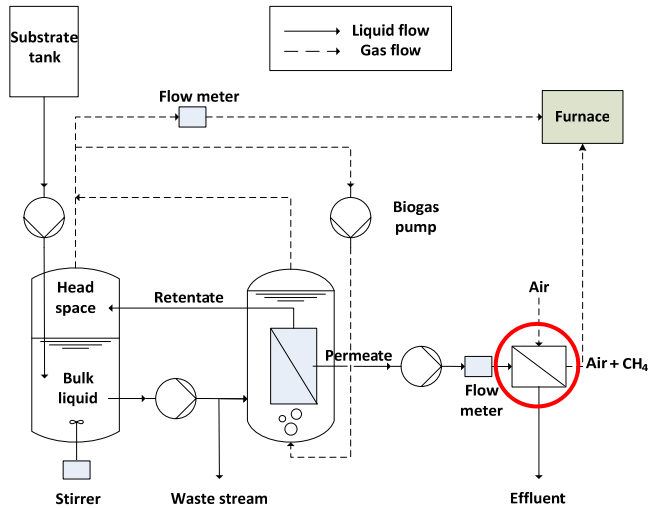 Substrate
tank
Liquid flow
Gas flow
Flow meter
Furnace
Biogas
pump
Head
space
Retentate
Air
Permeate
Air + CH₄
Bulk
liquid
Flow
meter
Stirrer
Waste stream
Effluent